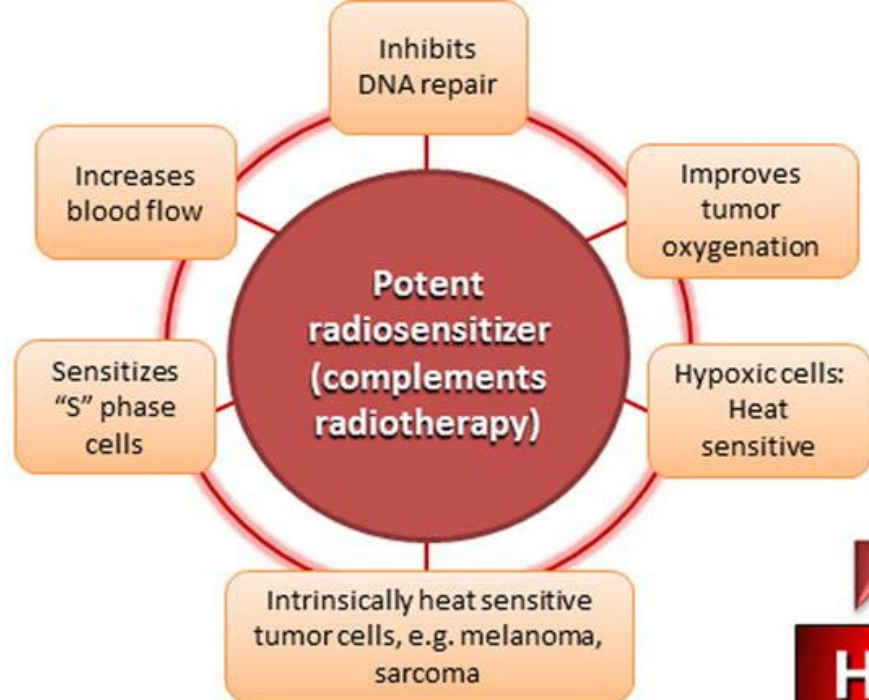 Inhibits
DNA repair
Increases
blood flow
Improves
tumor
oxygenation
Potent
radiosensitizer
(complements
radiotherapy)
Sensitizes
“S” phase
cells
Hypoxic cells:
Heat
sensitive
Intrinsically heat sensitive
tumor cells, e.g. melanoma,
sarcoma